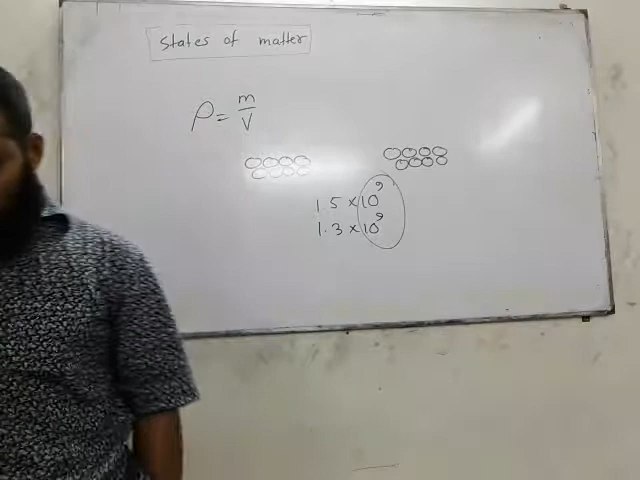 States of matter
ρ = m/V
1.5 × 10⁹
1.3 × 10⁹